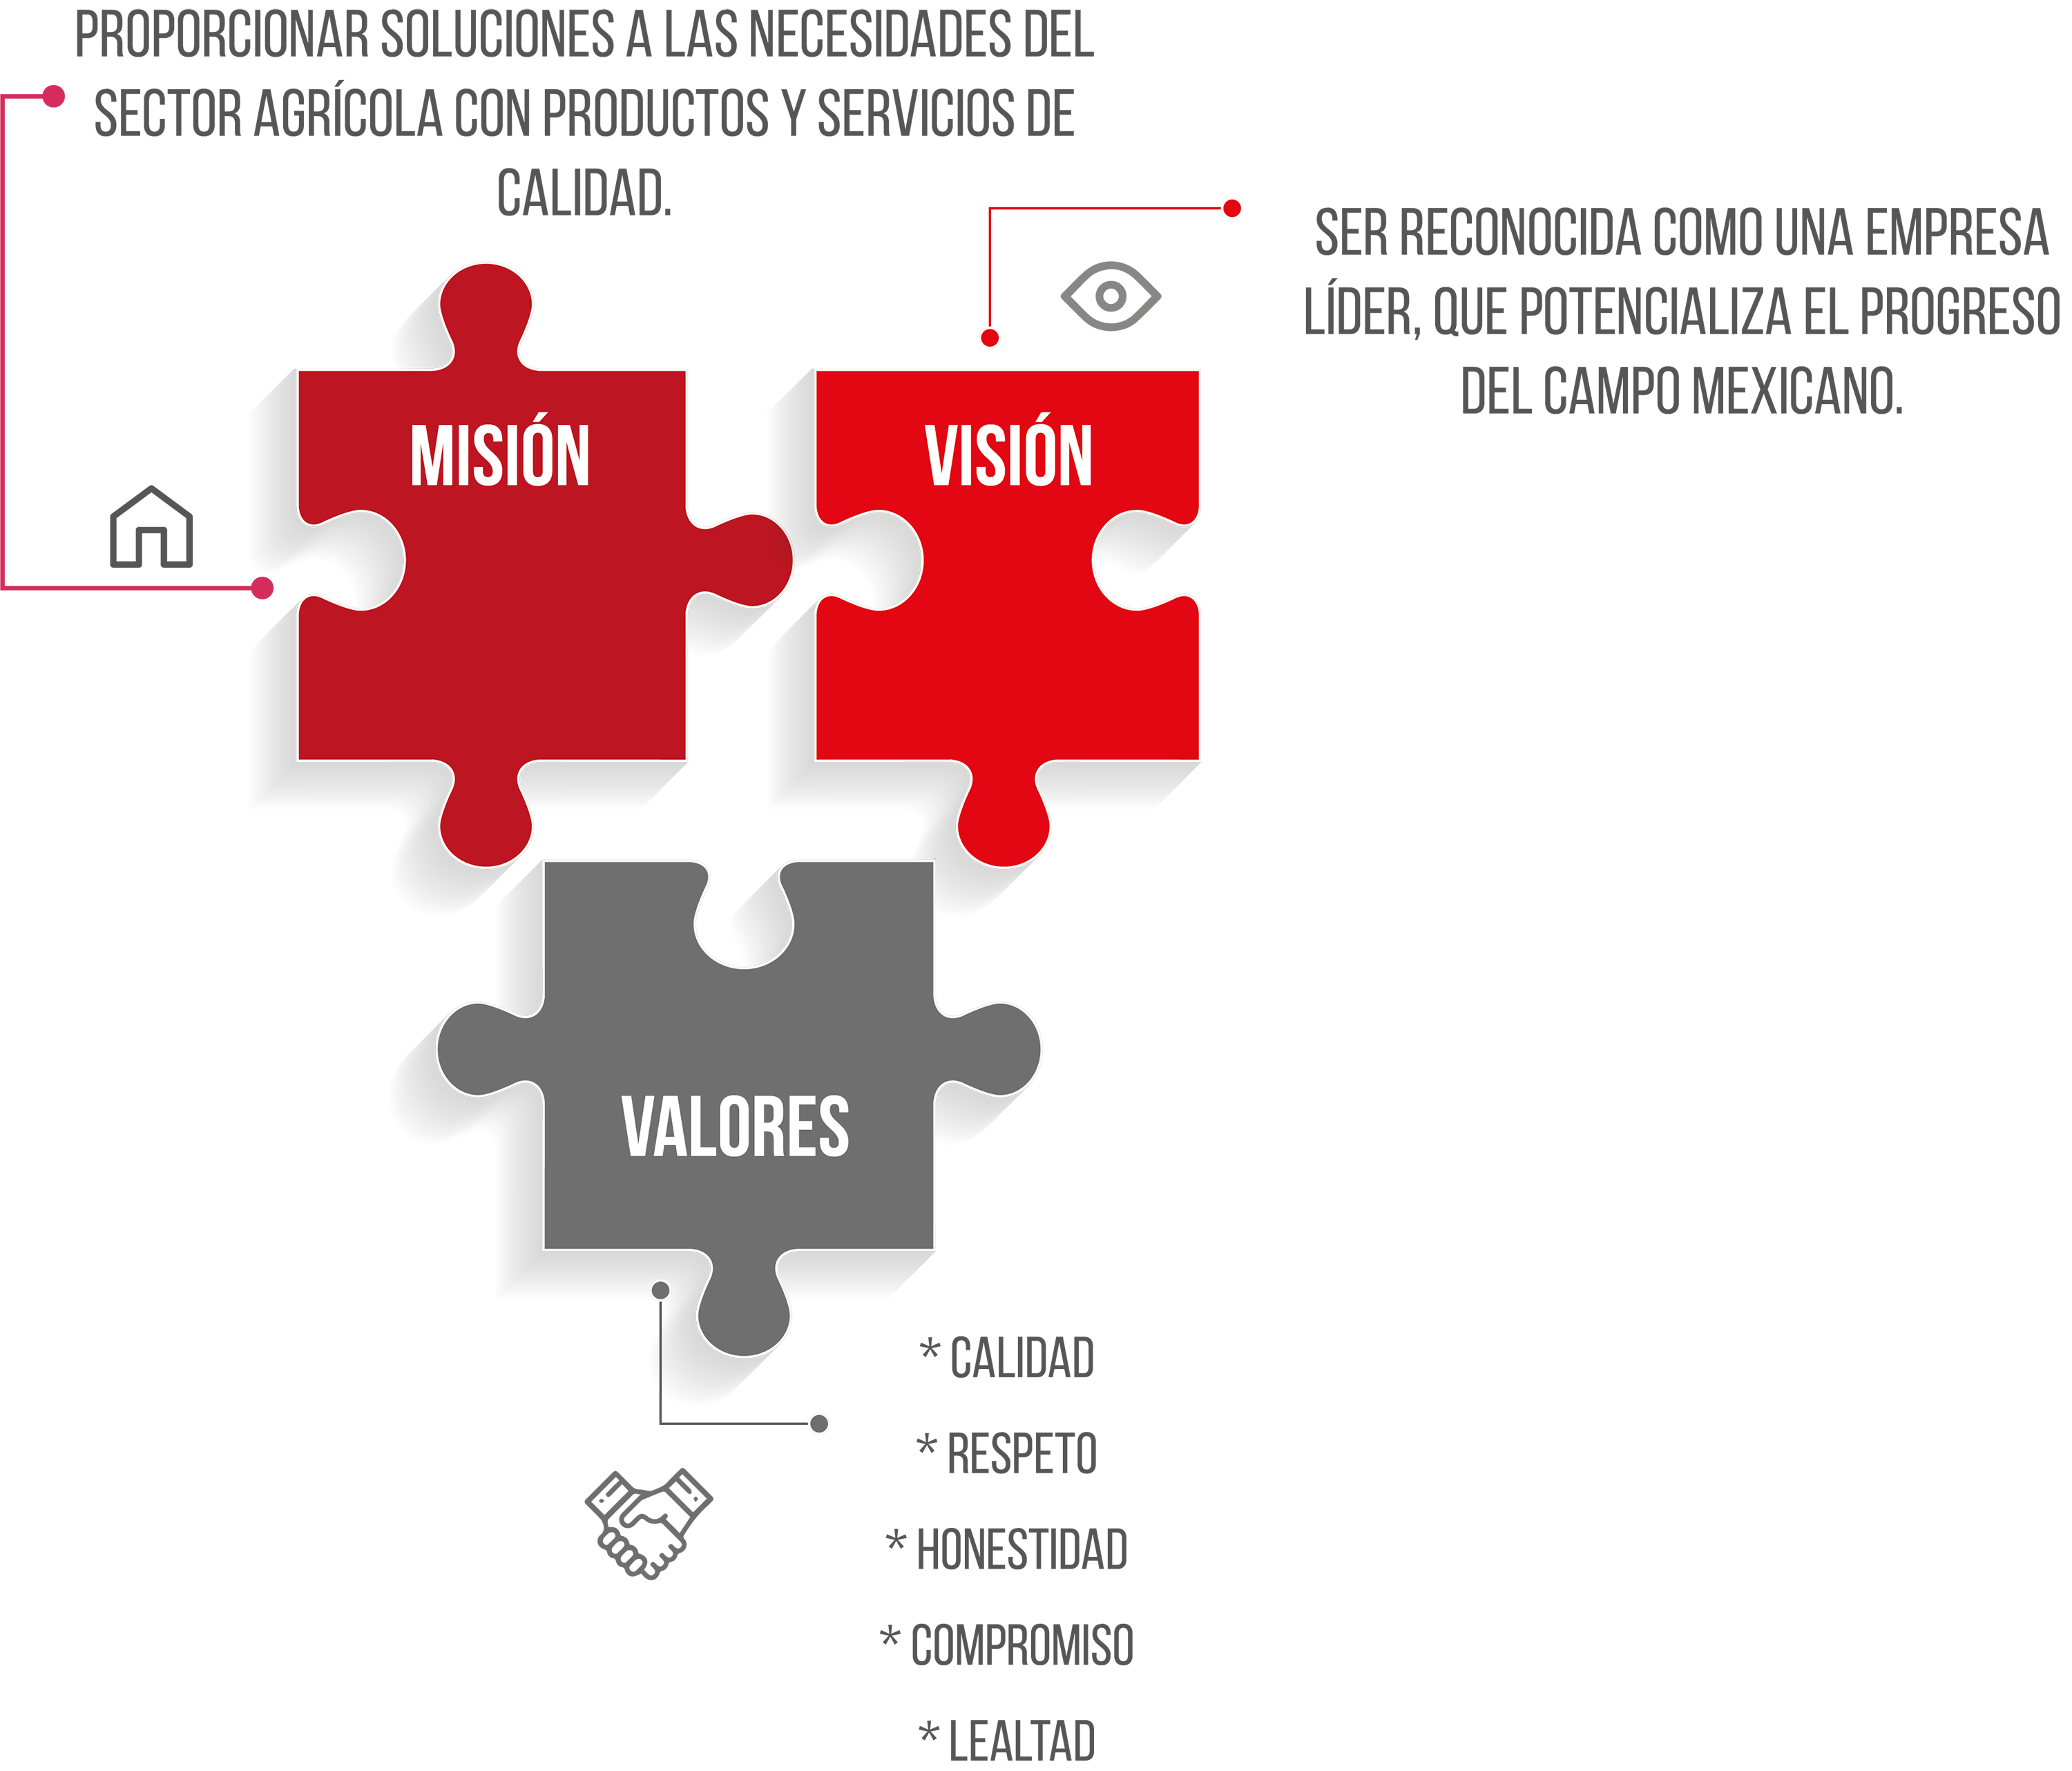 PROPORCIONAR SOLUCIONES A LAS NECESIDADES DEL
SECTOR AGRÍCOLA CON PRODUCTOS Y SERVICIOS DE
CALIDAD.
SER RECONOCIDA COMO UNA EMPRESA
LÍDER, QUE POTENCIALIZA EL PROGRESO
DEL CAMPO MEXICANO.
MISIÓN
VISIÓN
VALORES
* CALIDAD
* RESPETO
* HONESTIDAD
* COMPROMISO
* LEALTAD